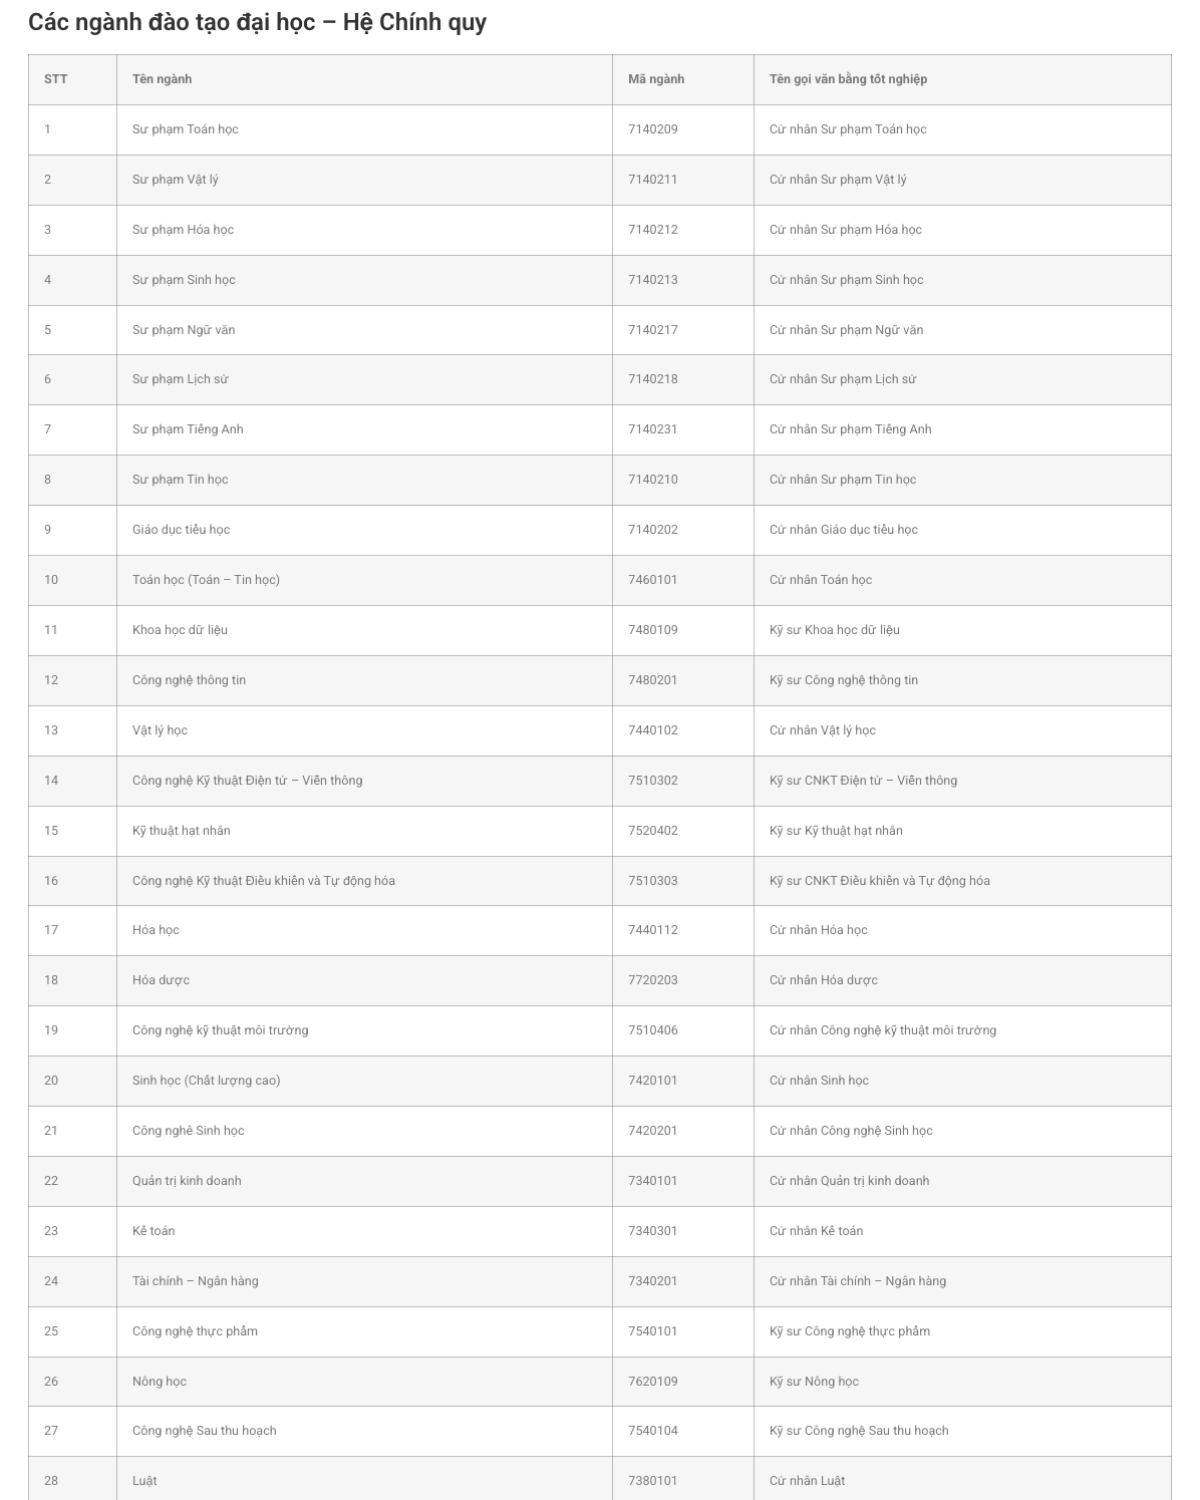 Các ngành đào tạo đại học – Hệ Chính quy
STT Tên ngành Mã ngành Tên gọi văn bằng tốt nghiệp
1 Sư phạm Toán học 7140209 Cử nhân Sư phạm Toán học
2 Sư phạm Vật lý 7140211 Cử nhân Sư phạm Vật lý
3 Sư phạm Hóa học 7140212 Cử nhân Sư phạm Hóa học
4 Sư phạm Sinh học 7140213 Cử nhân Sư phạm Sinh học
5 Sư phạm Ngữ văn 7140217 Cử nhân Sư phạm Ngữ văn
6 Sư phạm Lịch sử 7140218 Cử nhân Sư phạm Lịch sử
7 Sư phạm Tiếng Anh 7140231 Cử nhân Sư phạm Tiếng Anh
8 Sư phạm Tin học 7140210 Cử nhân Sư phạm Tin học
9 Giáo dục tiểu học 7140202 Cử nhân Giáo dục tiểu học
10 Toán học (Toán – Tin học) 7460101 Cử nhân Toán học
11 Khoa học dữ liệu 7480109 Kỹ sư Khoa học dữ liệu
12 Công nghệ thông tin 7480201 Kỹ sư Công nghệ thông tin
13 Vật lý học 7440102 Cử nhân Vật lý học
14 Công nghệ Kỹ thuật Điện tử – Viễn thông 7510302 Kỹ sư CNKT Điện tử – Viễn thông
15 Kỹ thuật hạt nhân 7520402 Kỹ sư Kỹ thuật hạt nhân
16 Công nghệ Kỹ thuật Điều khiển và Tự động hóa 7510303 Kỹ sư CNKT Điều khiển và Tự động hóa
17 Hóa học 7440112 Cử nhân Hóa học
18 Hóa dược 7720203 Cử nhân Hóa dược
19 Công nghệ kỹ thuật môi trường 7510406 Cử nhân Công nghệ kỹ thuật môi trường
20 Sinh học (Chất lượng cao) 7420101 Cử nhân Sinh học
21 Công nghê Sinh học 7420201 Cử nhân Công nghệ Sinh học
22 Quản trị kinh doanh 7340101 Cử nhân Quản trị kinh doanh
23 Kế toán 7340301 Cử nhân Kế toán
24 Tài chính – Ngân hàng 7340201 Cử nhân Tài chính – Ngân hàng
25 Công nghệ thực phẩm 7540101 Kỹ sư Công nghệ thực phẩm
26 Nông học 7620109 Kỹ sư Nông học
27 Công nghệ Sau thu hoạch 7540104 Kỹ sư Công nghệ Sau thu hoạch
28 Luật 7380101 Cử nhân Luật